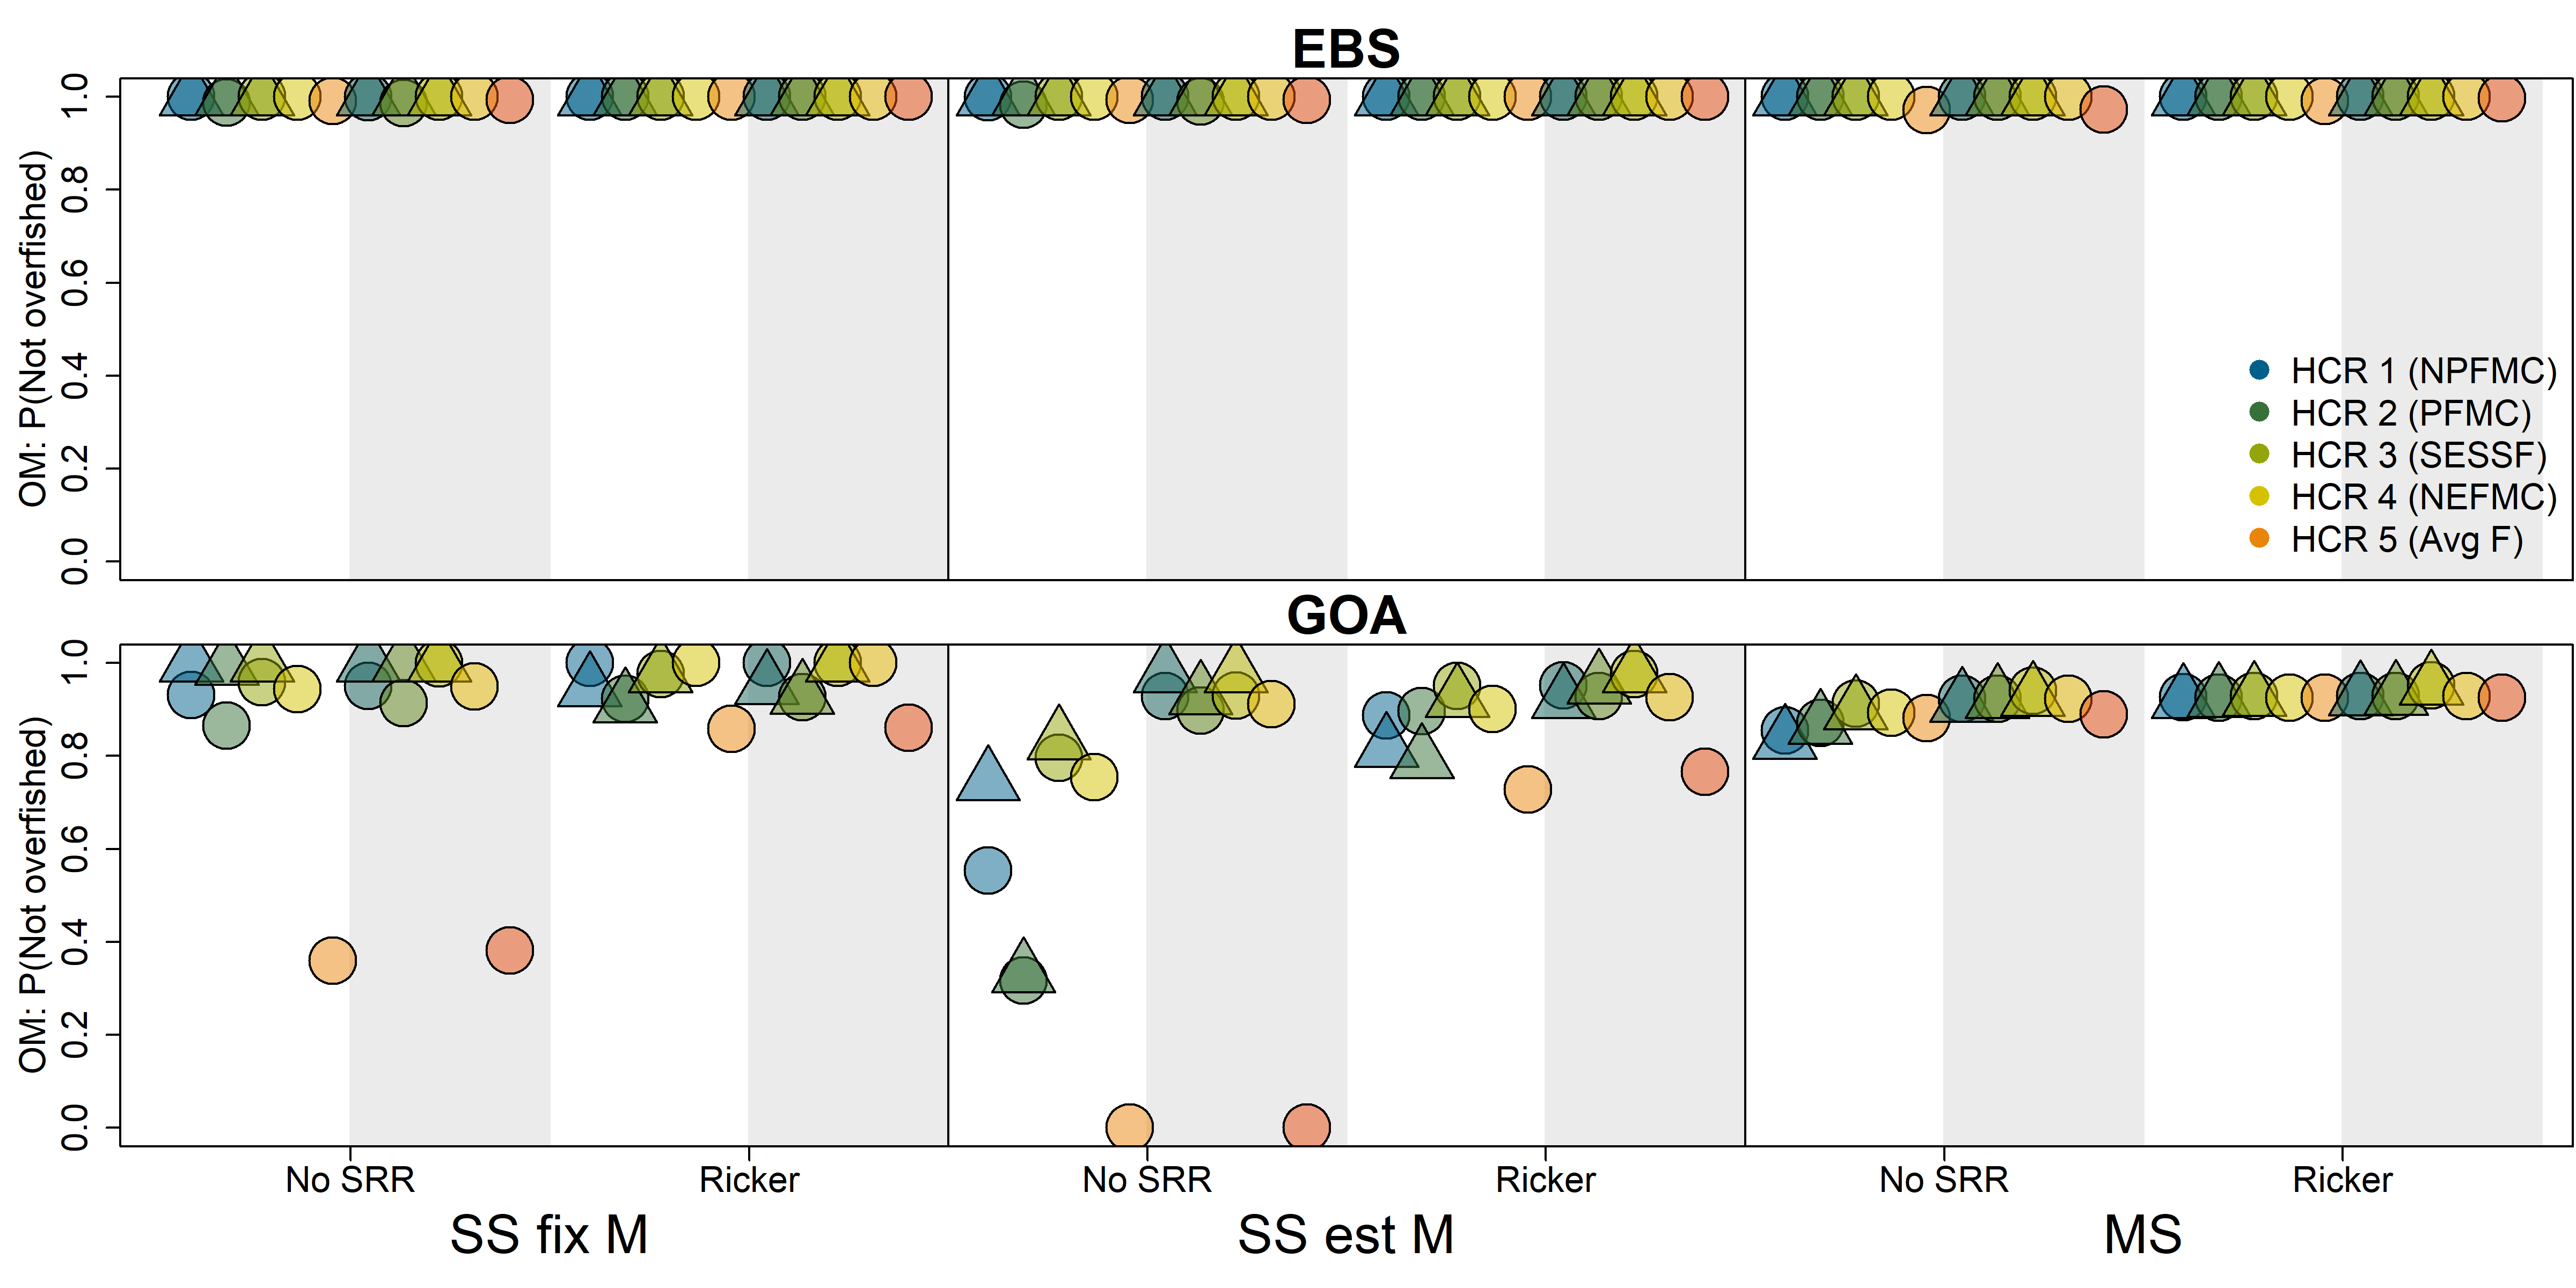 EBS
OM: P(Not overfished)
1.0
0.8
0.6
0.4
0.2
0.0
HCR 1 (NPFMC)
HCR 2 (PFMC)
HCR 3 (SESSF)
HCR 4 (NEFMC)
HCR 5 (Avg F)
GOA
OM: P(Not overfished)
1.0
0.8
0.6
0.4
0.2
0.0
No SRR Ricker No SRR Ricker No SRR Ricker
SS fix M SS est M MS